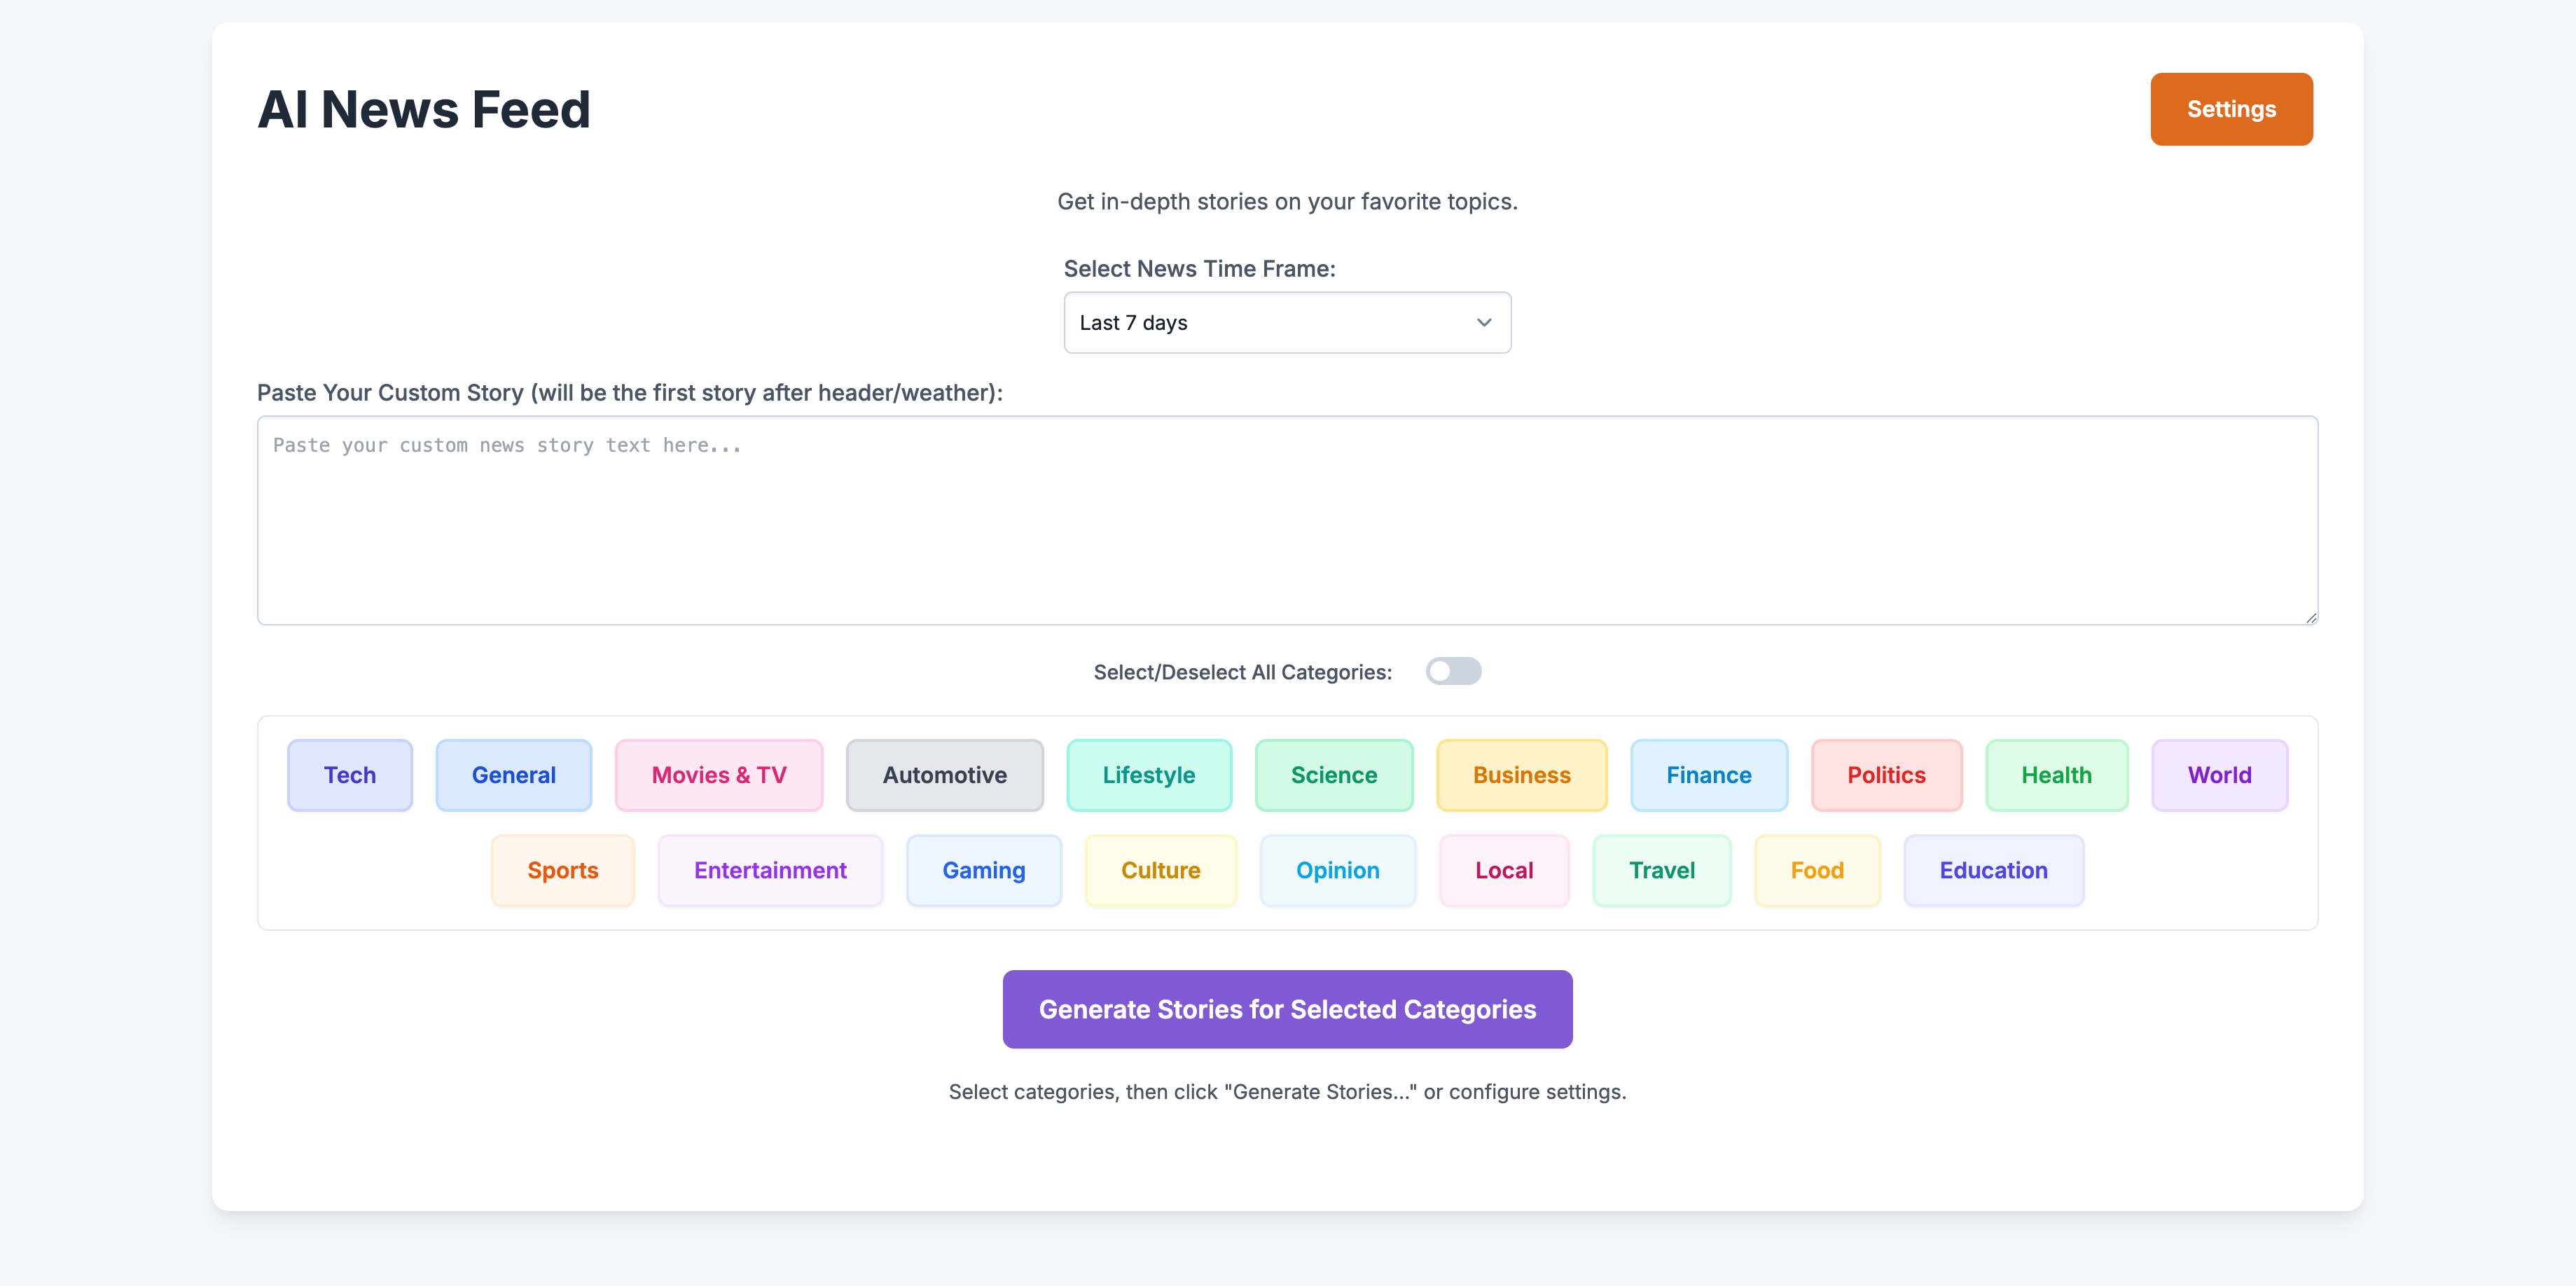 AI News Feed
Settings
Get in-depth stories on your favorite topics.
Select News Time Frame:
Last 7 days
Paste Your Custom Story (will be the first story after header/weather):
Paste your custom news story text here...
Select/Deselect All Categories:
Tech General Movies & TV Automotive Lifestyle Science Business Finance Politics Health World
Sports Entertainment Gaming Culture Opinion Local Travel Food Education
Generate Stories for Selected Categories
Select categories, then click "Generate Stories..." or configure settings.